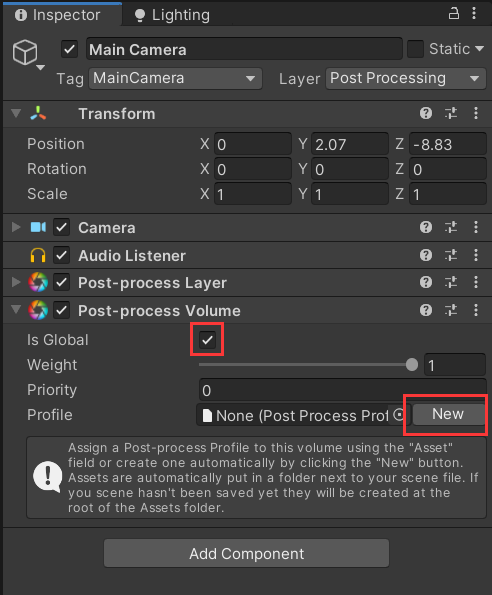 Inspector Lighting
Main Camera Static
Tag MainCamera Layer Post Processing
Transform
Position X 0 Y 2.07 Z -8.83
Rotation X 0 Y 0 Z 0
Scale X 1 Y 1 Z 1
Camera
Audio Listener
Post-process Layer
Post-process Volume
Is Global
Weight 1
Priority 0
Profile None (Post Process Prof New
Assign a Post-process Profile to this volume using the "Asset"
field or create one automatically by clicking the "New" button.
Assets are automatically put in a folder next to your scene file. If
you scene hasn't been saved yet they will be created at the
root of the Assets folder.
Add Component